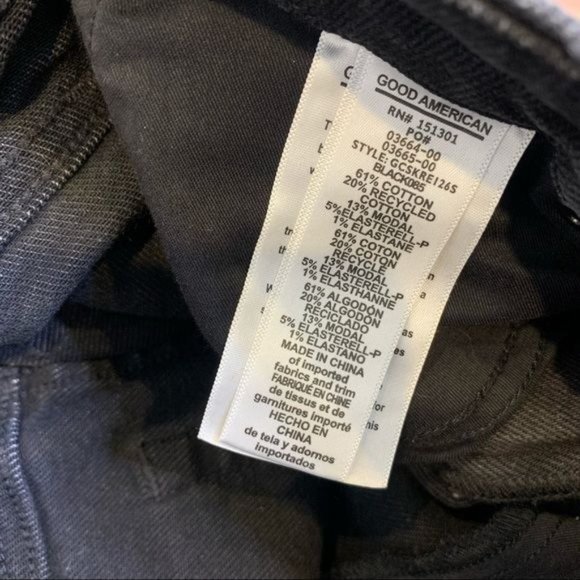 GOOD AMERICAN
RN# 151301
PO#
03664-00
03665-00
STYLE: GCSKRE126S
BLACK085
61% COTTON
20% RECYCLED
COTTON
13% MODAL
5%ELASTERELL-P
1% ELASTANE
61% COTON
20% COTON
RECYCLE
13% MODAL
5% ELASTERELL-P
1% ELASTHANNE
61% ALGODÓN
20% ALGODON
RECICLADO
13% MODAL
5% ELASTERELL-P
1% ELASTANO
MADE IN CHINA
of imported
fabrics and trim
FABRIQUÉ EN CHINE
de tissus et de
garnitures importé
HECHO EN
CHINA
de tela y adornos
importados